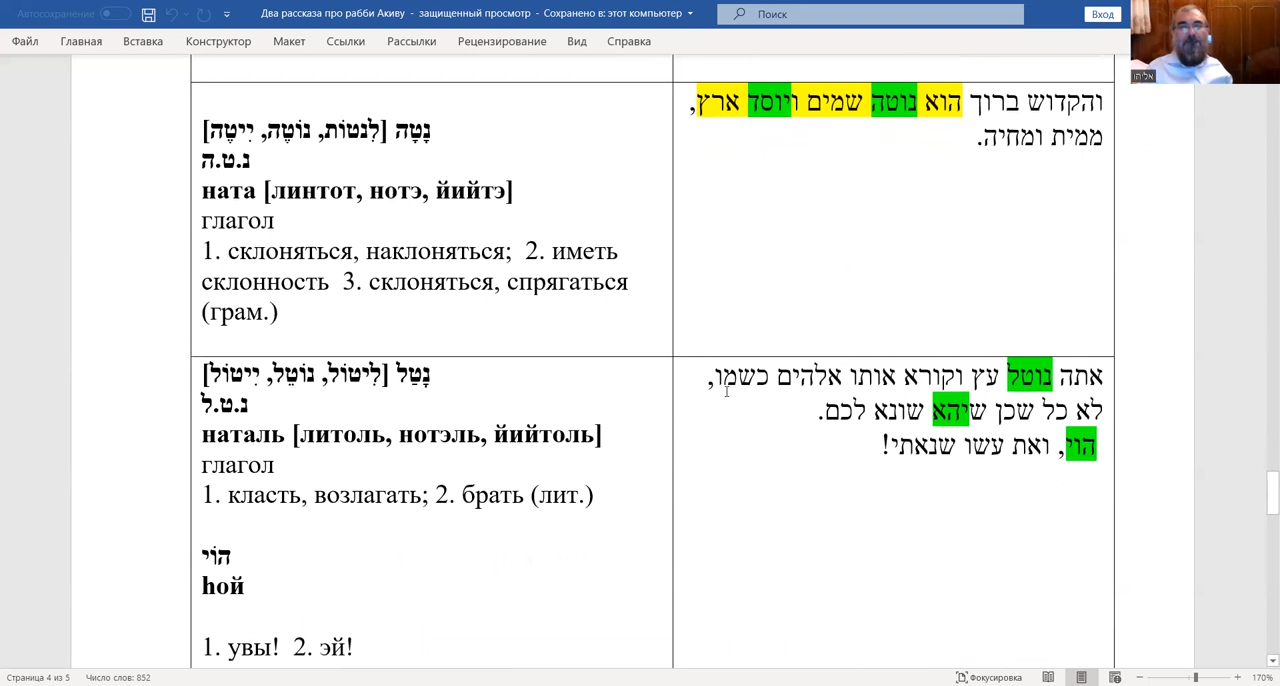 Автосохранение
Два рассказа про рабби Акиву - защищенный просмотр - Сохранено в: этот компьютер
Поиск
Вход
Файл Главная Вставка Конструктор Макет Ссылки Рассылки Рецензирование Вид Справка
אליהו
נָטָה [לִנטוֹת, נוֹטֶה, יִיטֶה]
נ.ט.ה
ната [линтот, нотэ, йийтэ]
глагол
1. склоняться, наклоняться; 2. иметь
склонность 3. склоняться, спрягаться
(грам.)
והקדוש ברוך הוא נוטה שמים ויוסד ארץ,
ממית ומחיה.
נָטַל [לִיטוֹל, נוֹטֵל, יִיטוֹל]
נ.ט.ל
наталь [литоль, нотэль, йийтоль]
глагол
1. класть, возлагать; 2. брать (лит.)
הוֹי
hой
1. увы! 2. эй!
אתה נוטל עץ וקורא אותו אלהים כשמו,
לא כל שכן שיהא שונא לכם.
הוי, ואת עשו שנאתי!
Страница 4 из 5 Число слов: 852
Фокусировка
170%